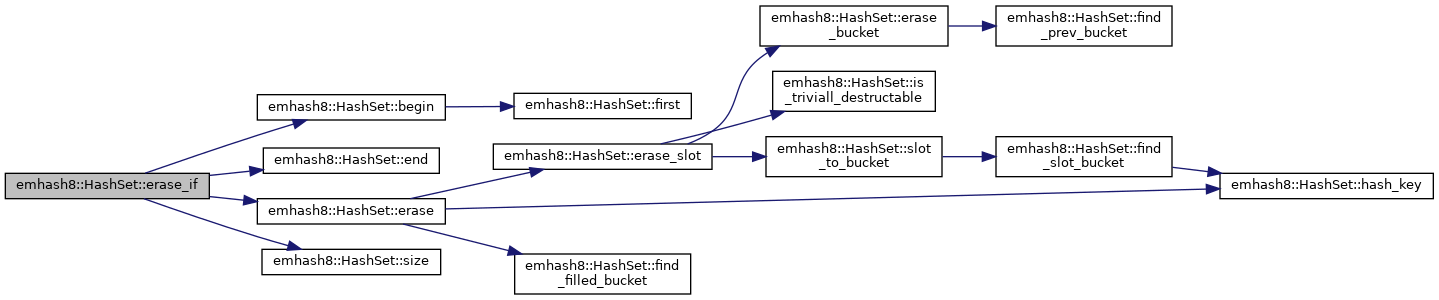 emhash8::HashSet::erase_if
emhash8::HashSet::begin
emhash8::HashSet::end
emhash8::HashSet::erase
emhash8::HashSet::size
emhash8::HashSet::first
emhash8::HashSet::erase_slot
emhash8::HashSet::find
_filled_bucket
emhash8::HashSet::erase
_bucket
emhash8::HashSet::is
_triviall_destructable
emhash8::HashSet::slot
_to_bucket
emhash8::HashSet::find
_prev_bucket
emhash8::HashSet::find
_slot_bucket
emhash8::HashSet::hash_key